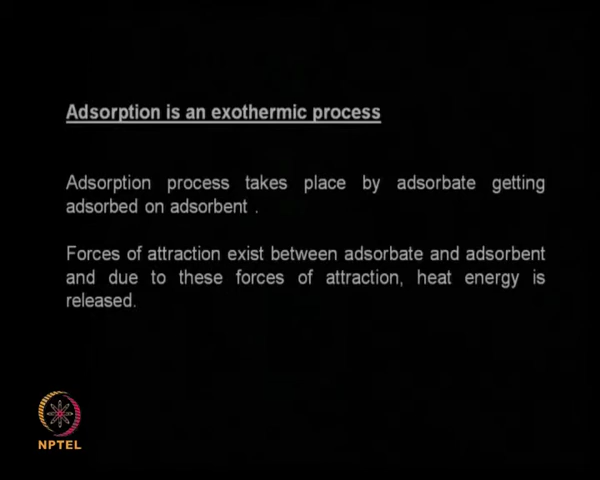 Adsorption is an exothermic process
Adsorption process takes place by adsorbate getting
adsorbed on adsorbent .
Forces of attraction exist between adsorbate and adsorbent
and due to these forces of attraction, heat energy is
released.
NPTEL